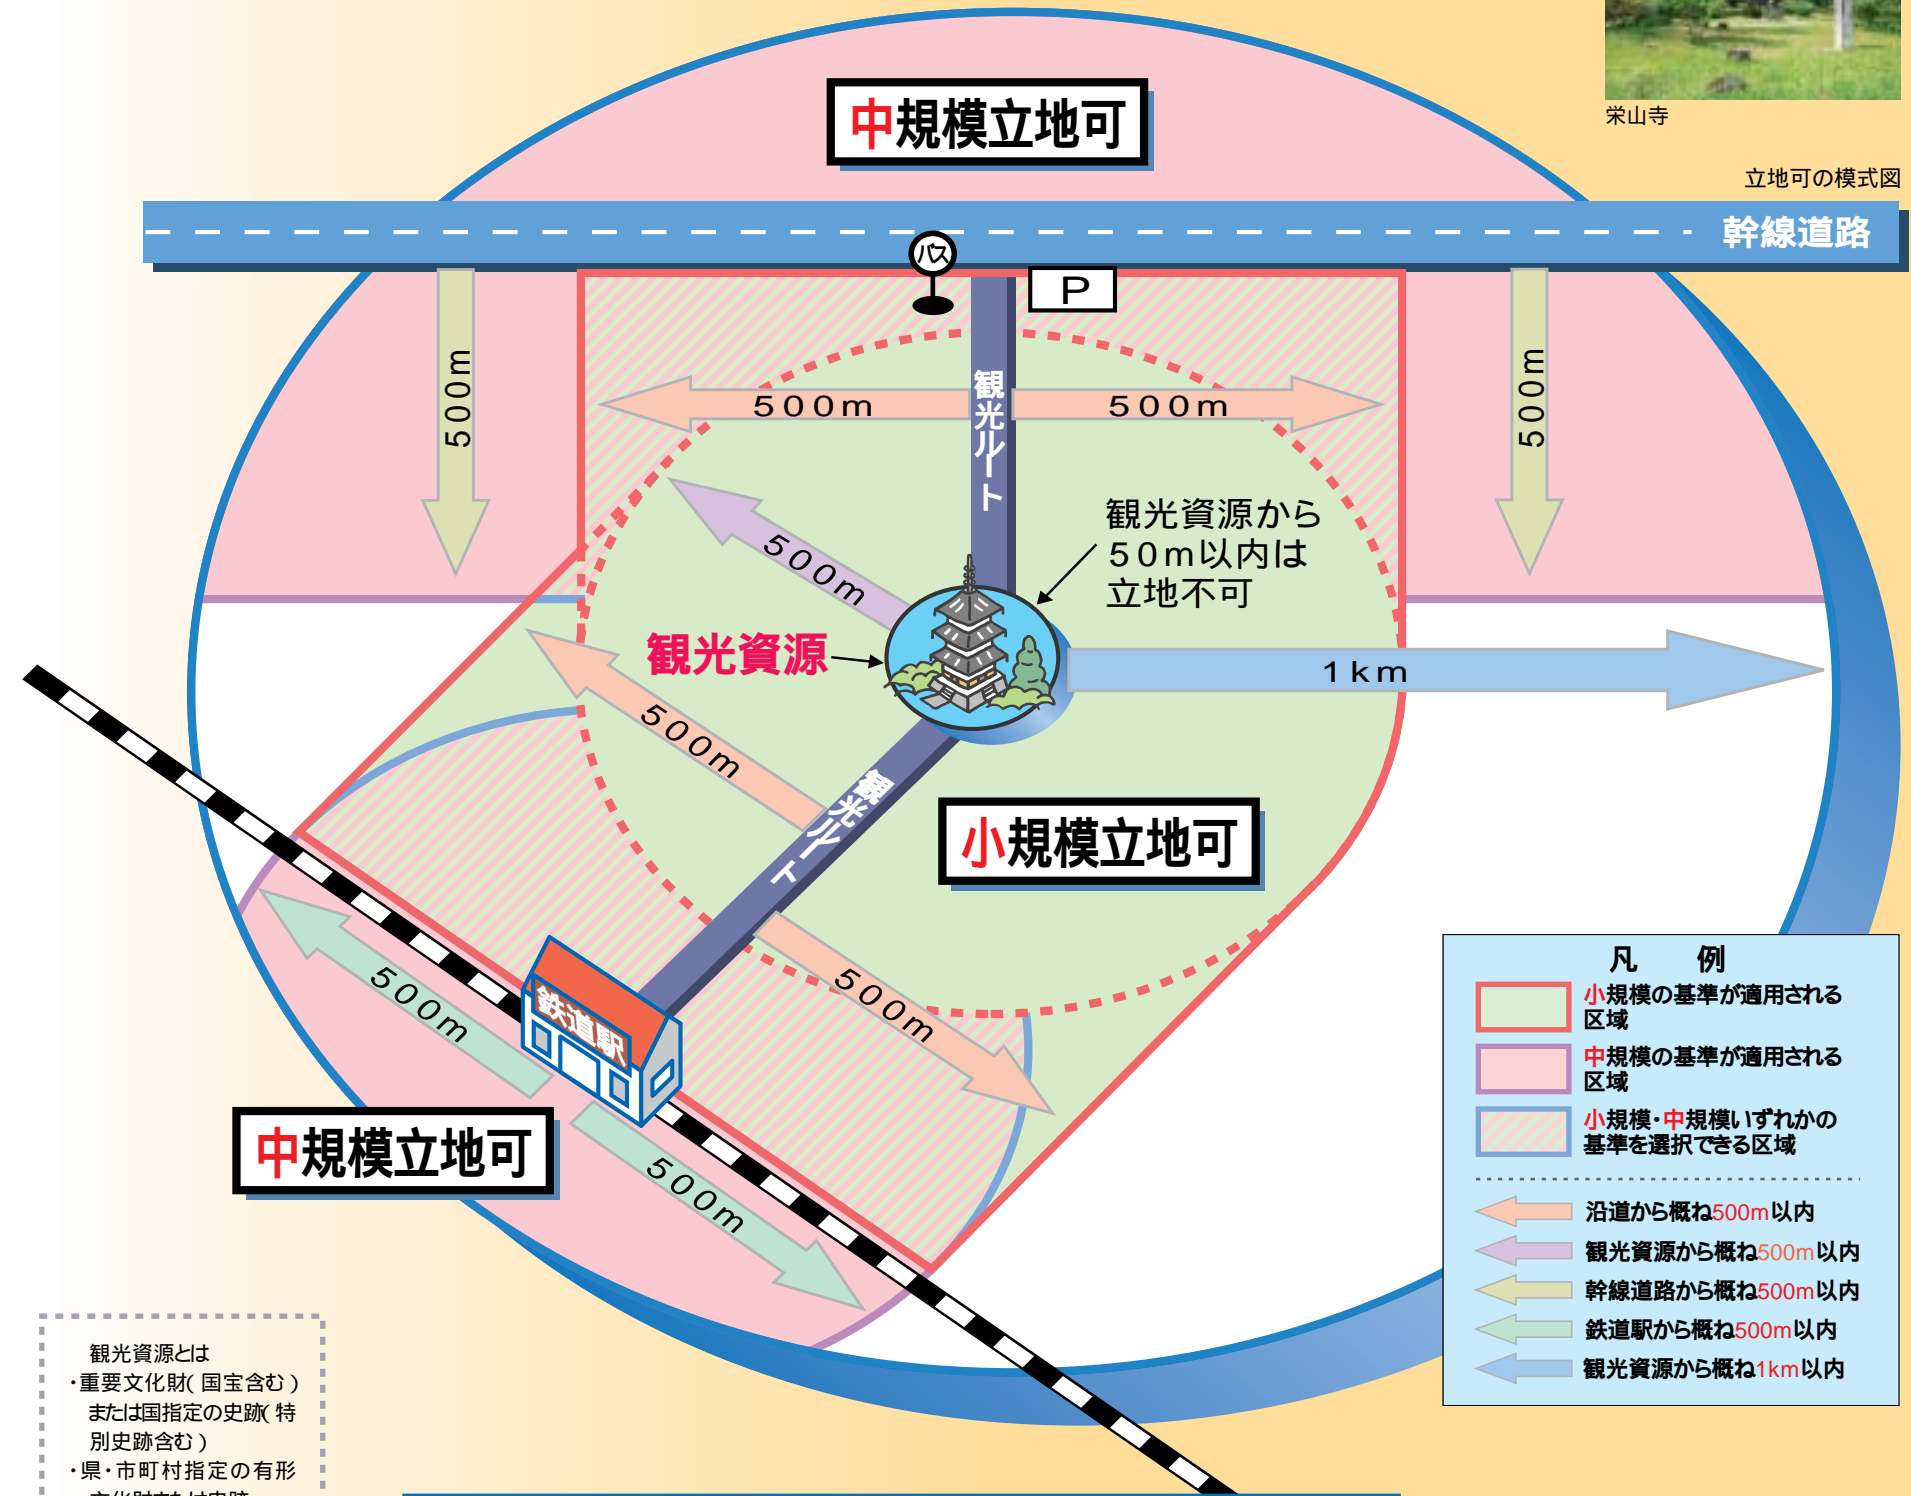 栄山寺
立地可の模式図
中規模立地可
幹線道路
バス
P
500m
500m
500m
500m
観光ルート
観光資源から
50m以内は
立地不可
500m
観光資源
1km
500m
観光ルート
小規模立地可
500m
500m
鉄道駅
中規模立地可
500m
凡 例
小規模の基準が適用される
区域
中規模の基準が適用される
区域
小規模・中規模いずれかの
基準を選択できる区域
沿道から概ね500m以内
観光資源から概ね500m以内
幹線道路から概ね500m以内
鉄道駅から概ね500m以内
観光資源から概ね1km以内
観光資源とは
・重要文化財(国宝含む)
または国指定の史跡(特
別史跡含む)
・県・市町村指定の有形